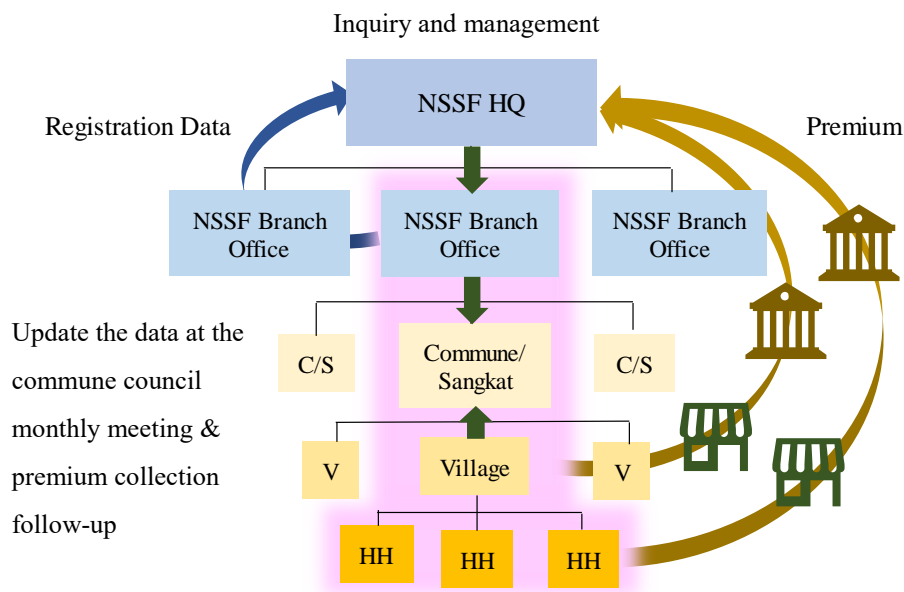 Inquiry and management
NSSF HQ
Registration Data
Premium
NSSF Branch
Office
NSSF Branch
Office
NSSF Branch
Office
Update the data at the
commune council
monthly meeting &
premium collection
follow-up
C/S
Commune/
Sangkat
C/S
V
Village
V
HH
HH
HH